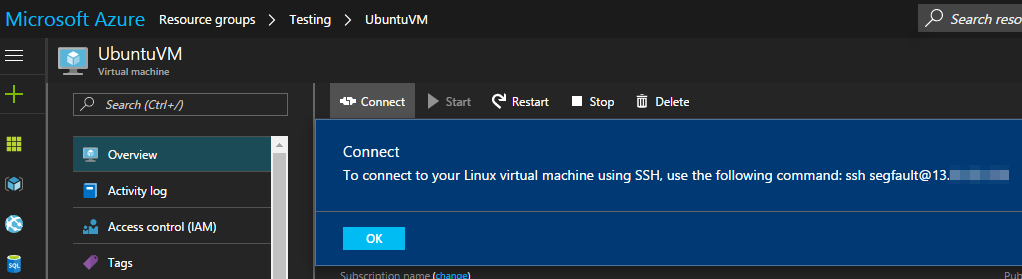 Microsoft Azure Resource groups > Testing > UbuntuVM
Search reso
UbuntuVM
Virtual machine
Search (Ctrl+/)
Connect Start Restart Stop Delete
Overview
Activity log
Access control (IAM)
Tags
Connect
To connect to your Linux virtual machine using SSH, use the following command: ssh segfault@13.
OK
Subscription name (change)
Pub
SQL